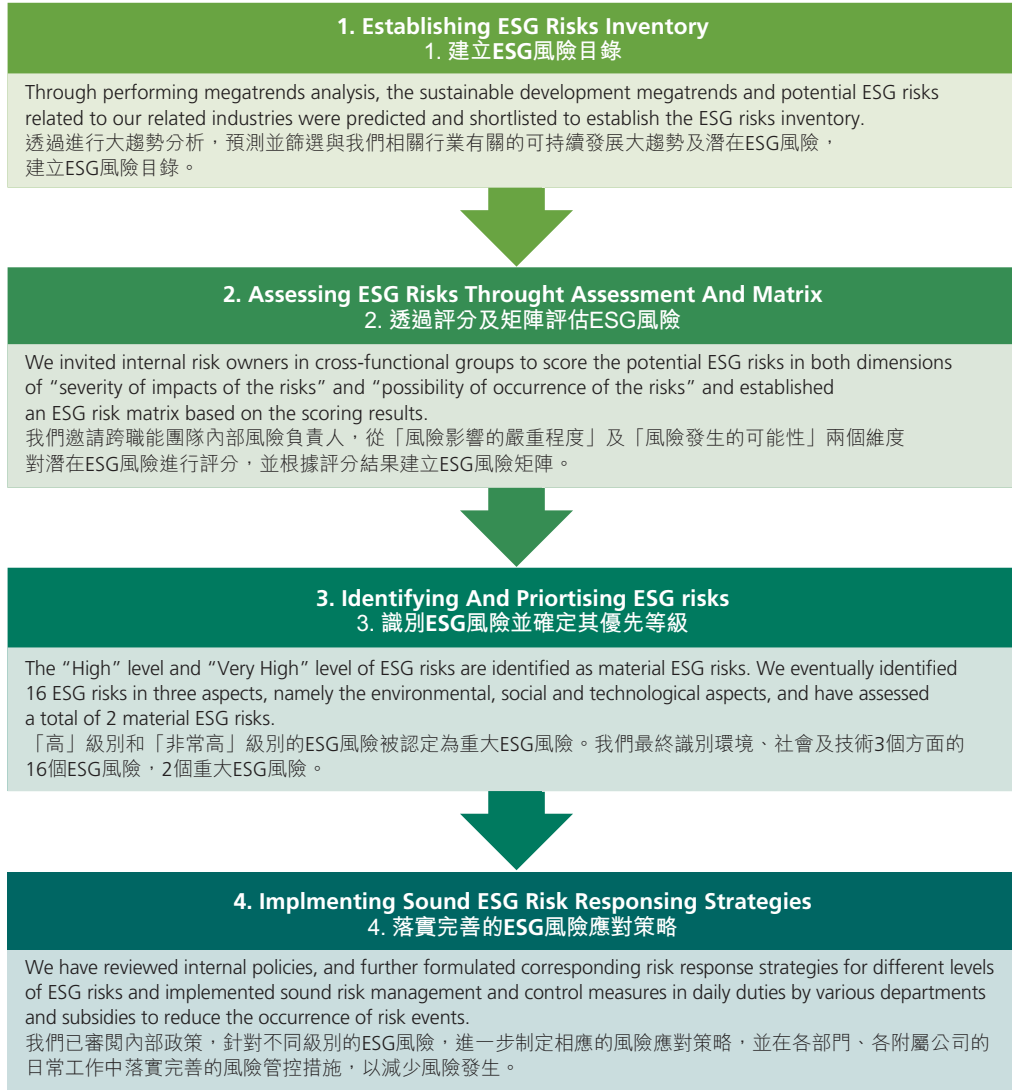 1. Establishing ESG Risks Inventory
1. 建立ESG風險目錄
Through performing megatrends analysis, the sustainable development megatrends and potential ESG risks
related to our related industries were predicted and shortlisted to establish the ESG risks inventory.
透過進行大趨勢分析，預測並篩選與我們相關行業有關的可持續發展大趨勢及潛在ESG風險，
建立ESG風險目錄。
2. Assessing ESG Risks Throught Assessment And Matrix
2. 透過評分及矩陣評估ESG風險
We invited internal risk owners in cross-functional groups to score the potential ESG risks in both dimensions
of “severity of impacts of the risks” and “possibility of occurrence of the risks” and established
an ESG risk matrix based on the scoring results.
我們邀請跨職能團隊內部風險負責人，從「風險影響的嚴重程度」及「風險發生的可能性」兩個維度
對潛在ESG風險進行評分，並根據評分結果建立ESG風險矩陣。
3. Identifying And Priortising ESG risks
3. 識別ESG風險並確定其優先等級
The “High” level and “Very High” level of ESG risks are identified as material ESG risks. We eventually identified
16 ESG risks in three aspects, namely the environmental, social and technological aspects, and have assessed
a total of 2 material ESG risks.
「高」級別和「非常高」級別的ESG風險被認定為重大ESG風險。我們最終識別環境、社會及技術3個方面的
16個ESG風險，2個重大ESG風險。
4. Implmenting Sound ESG Risk Responsing Strategies
4. 落實完善的ESG風險應對策略
We have reviewed internal policies, and further formulated corresponding risk response strategies for different levels
of ESG risks and implemented sound risk management and control measures in daily duties by various departments
and subsidies to reduce the occurrence of risk events.
我們已審閱內部政策，針對不同級別的ESG風險，進一步制定相應的風險應對策略，並在各部門、各附屬公司的
日常工作中落實完善的風險管控措施，以減少風險發生。